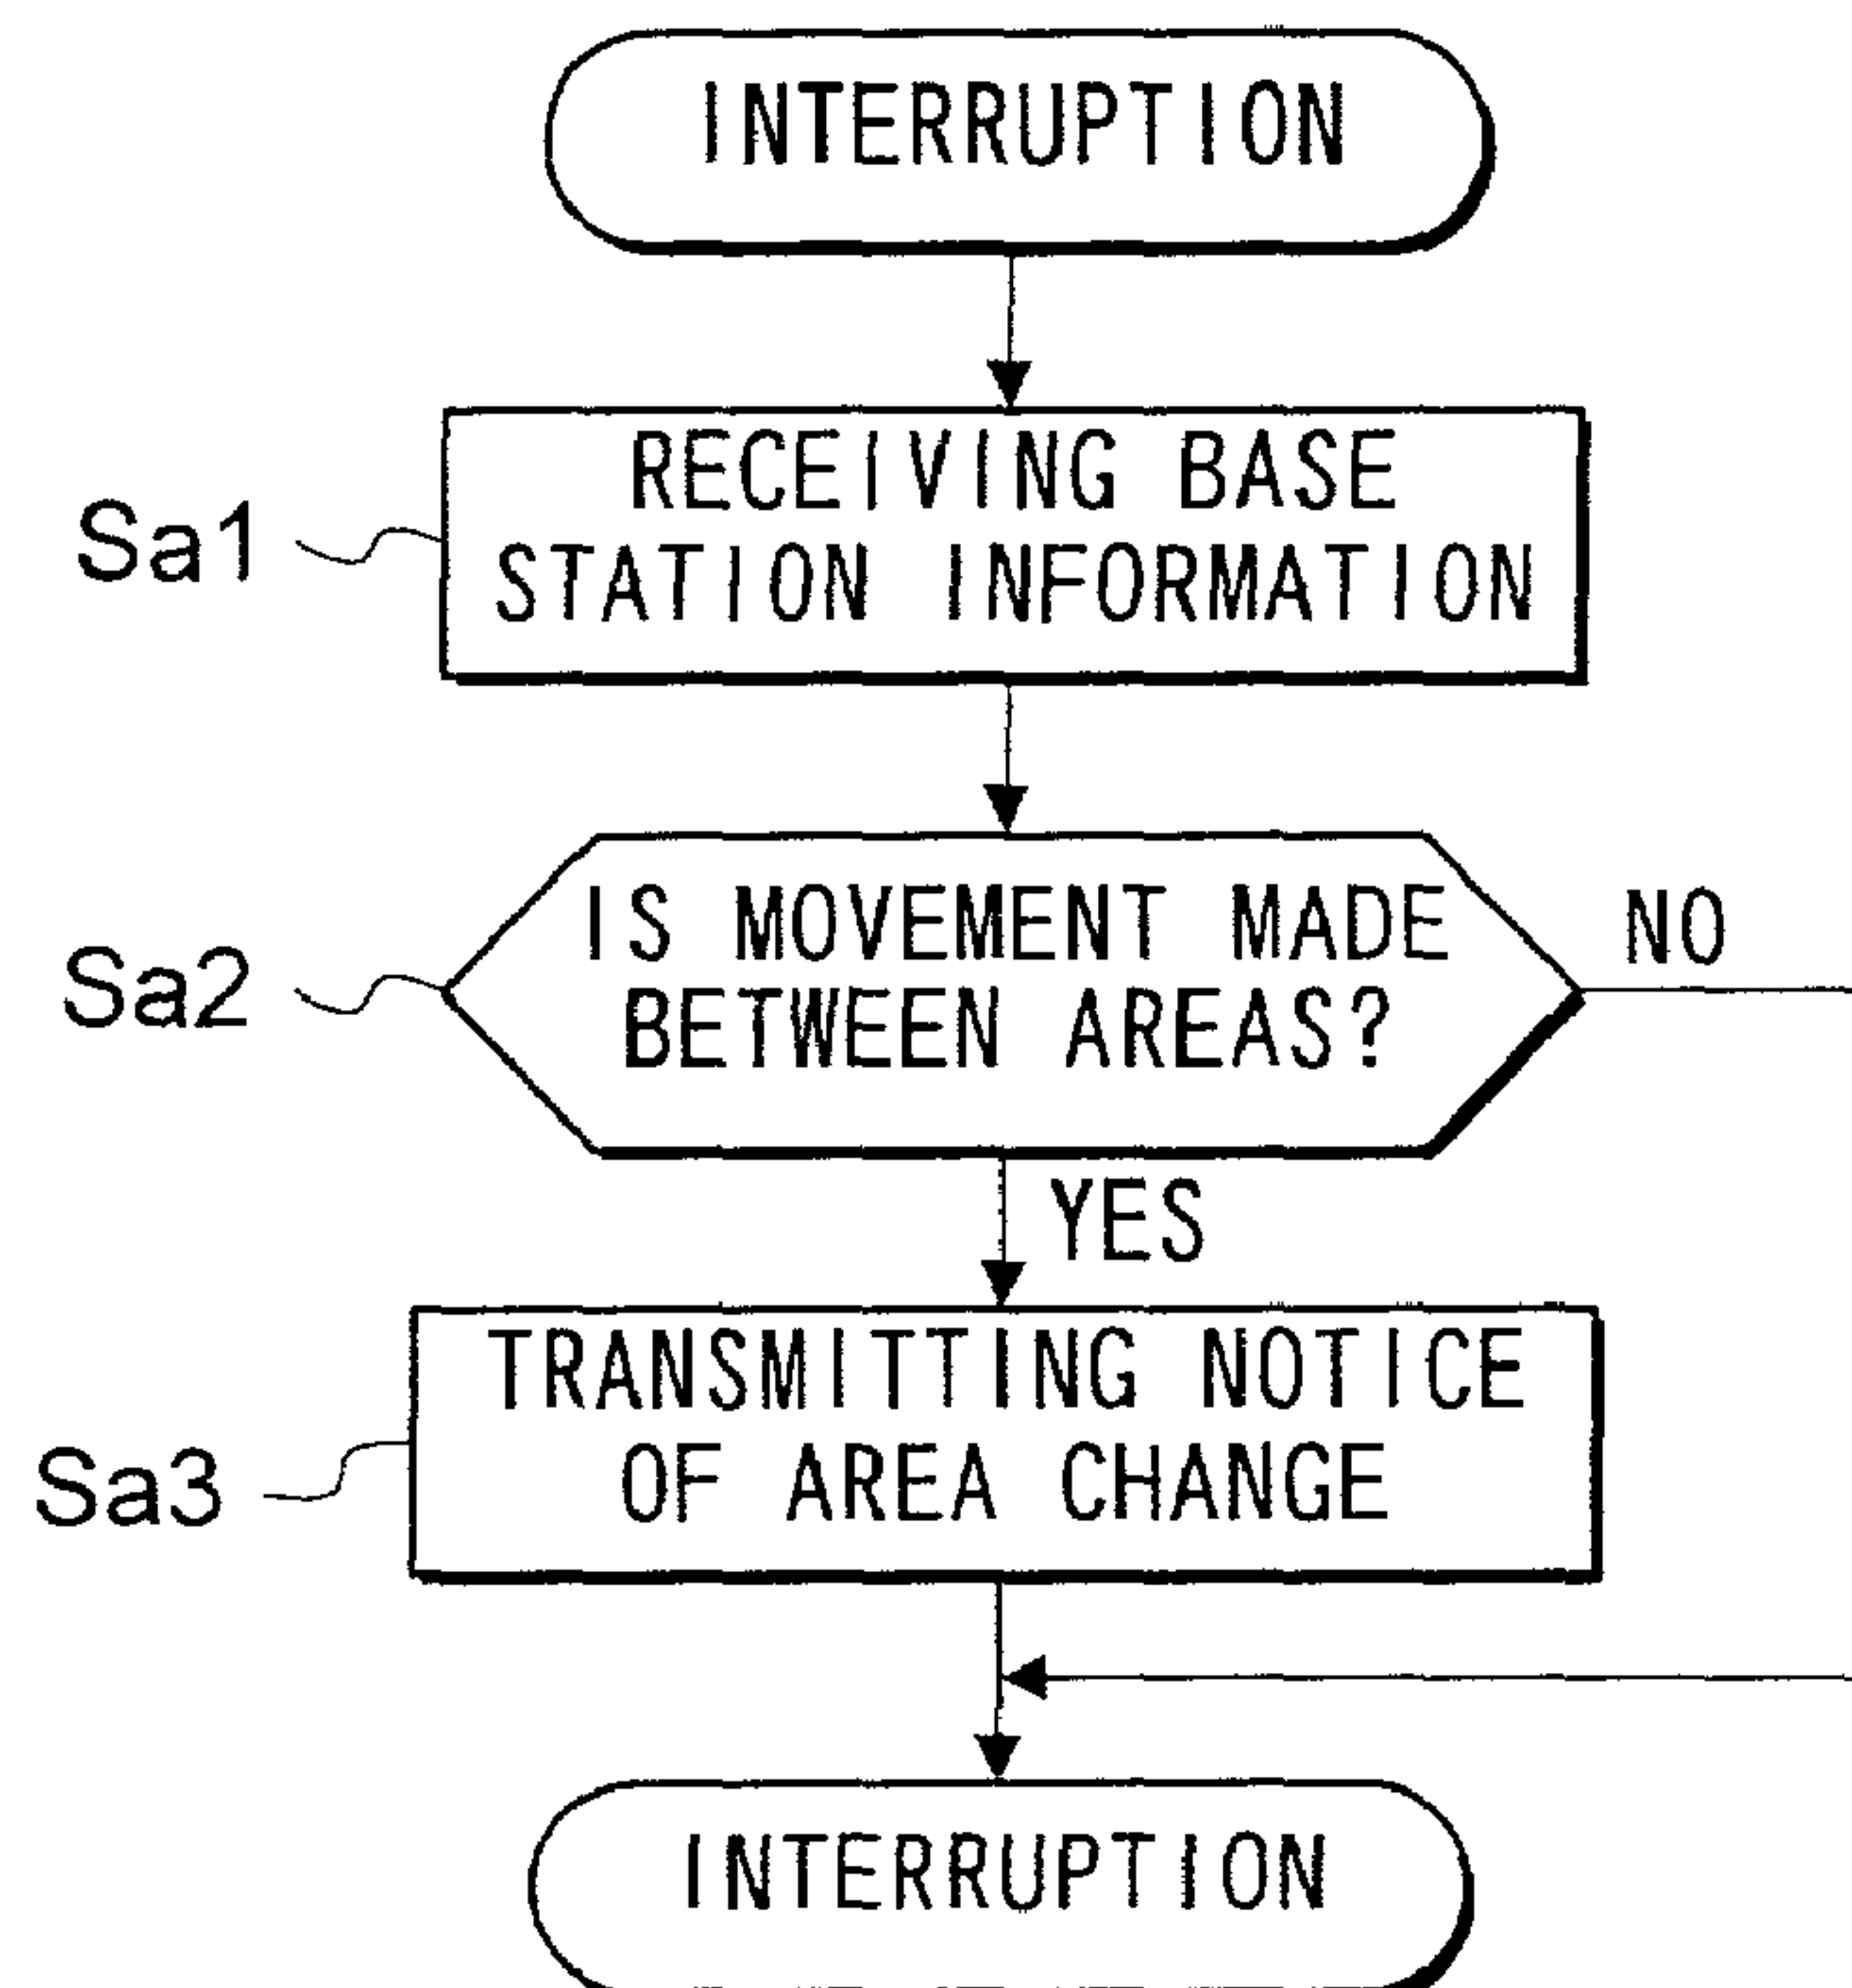 INTERRUPTION
RECEIVING BASE
STATION INFORMATION
Sa1
IS MOVEMENT MADE
BETWEEN AREAS?
NO
Sa2
YES
TRANSMITTING NOTICE
OF AREA CHANGE
Sa3
INTERRUPTION